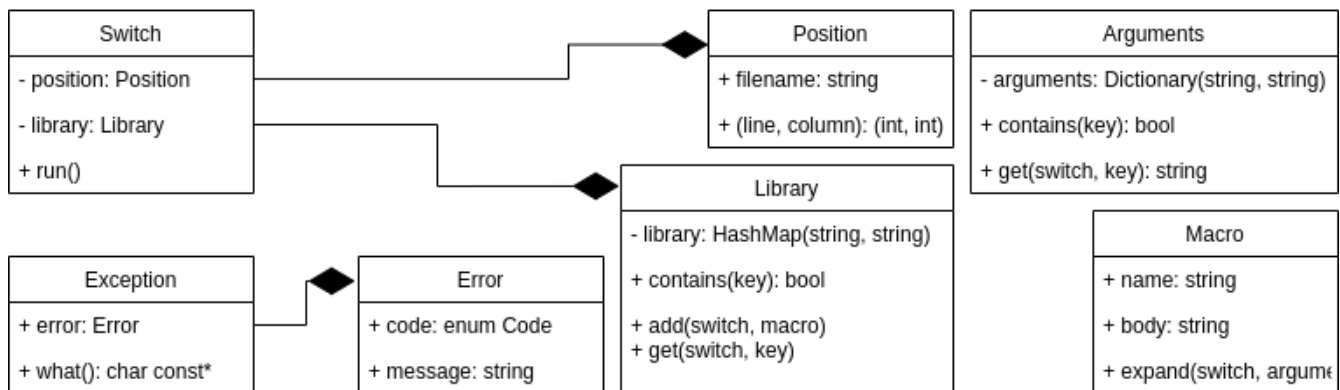 Switch
- position: Position
- library: Library
+ run()
Position
+ filename: string
+ (line, column): (int, int)
Arguments
- arguments: Dictionary(string, string)
+ contains(key): bool
+ get(switch, key): string
Library
- library: HashMap(string, string)
+ contains(key): bool
+ add(switch, macro)
+ get(switch, key)
Macro
+ name: string
+ body: string
+ expand(switch,
Exception
+ error: Error
+ what(): char const*
Error
+ code: enum Code
+ message: string